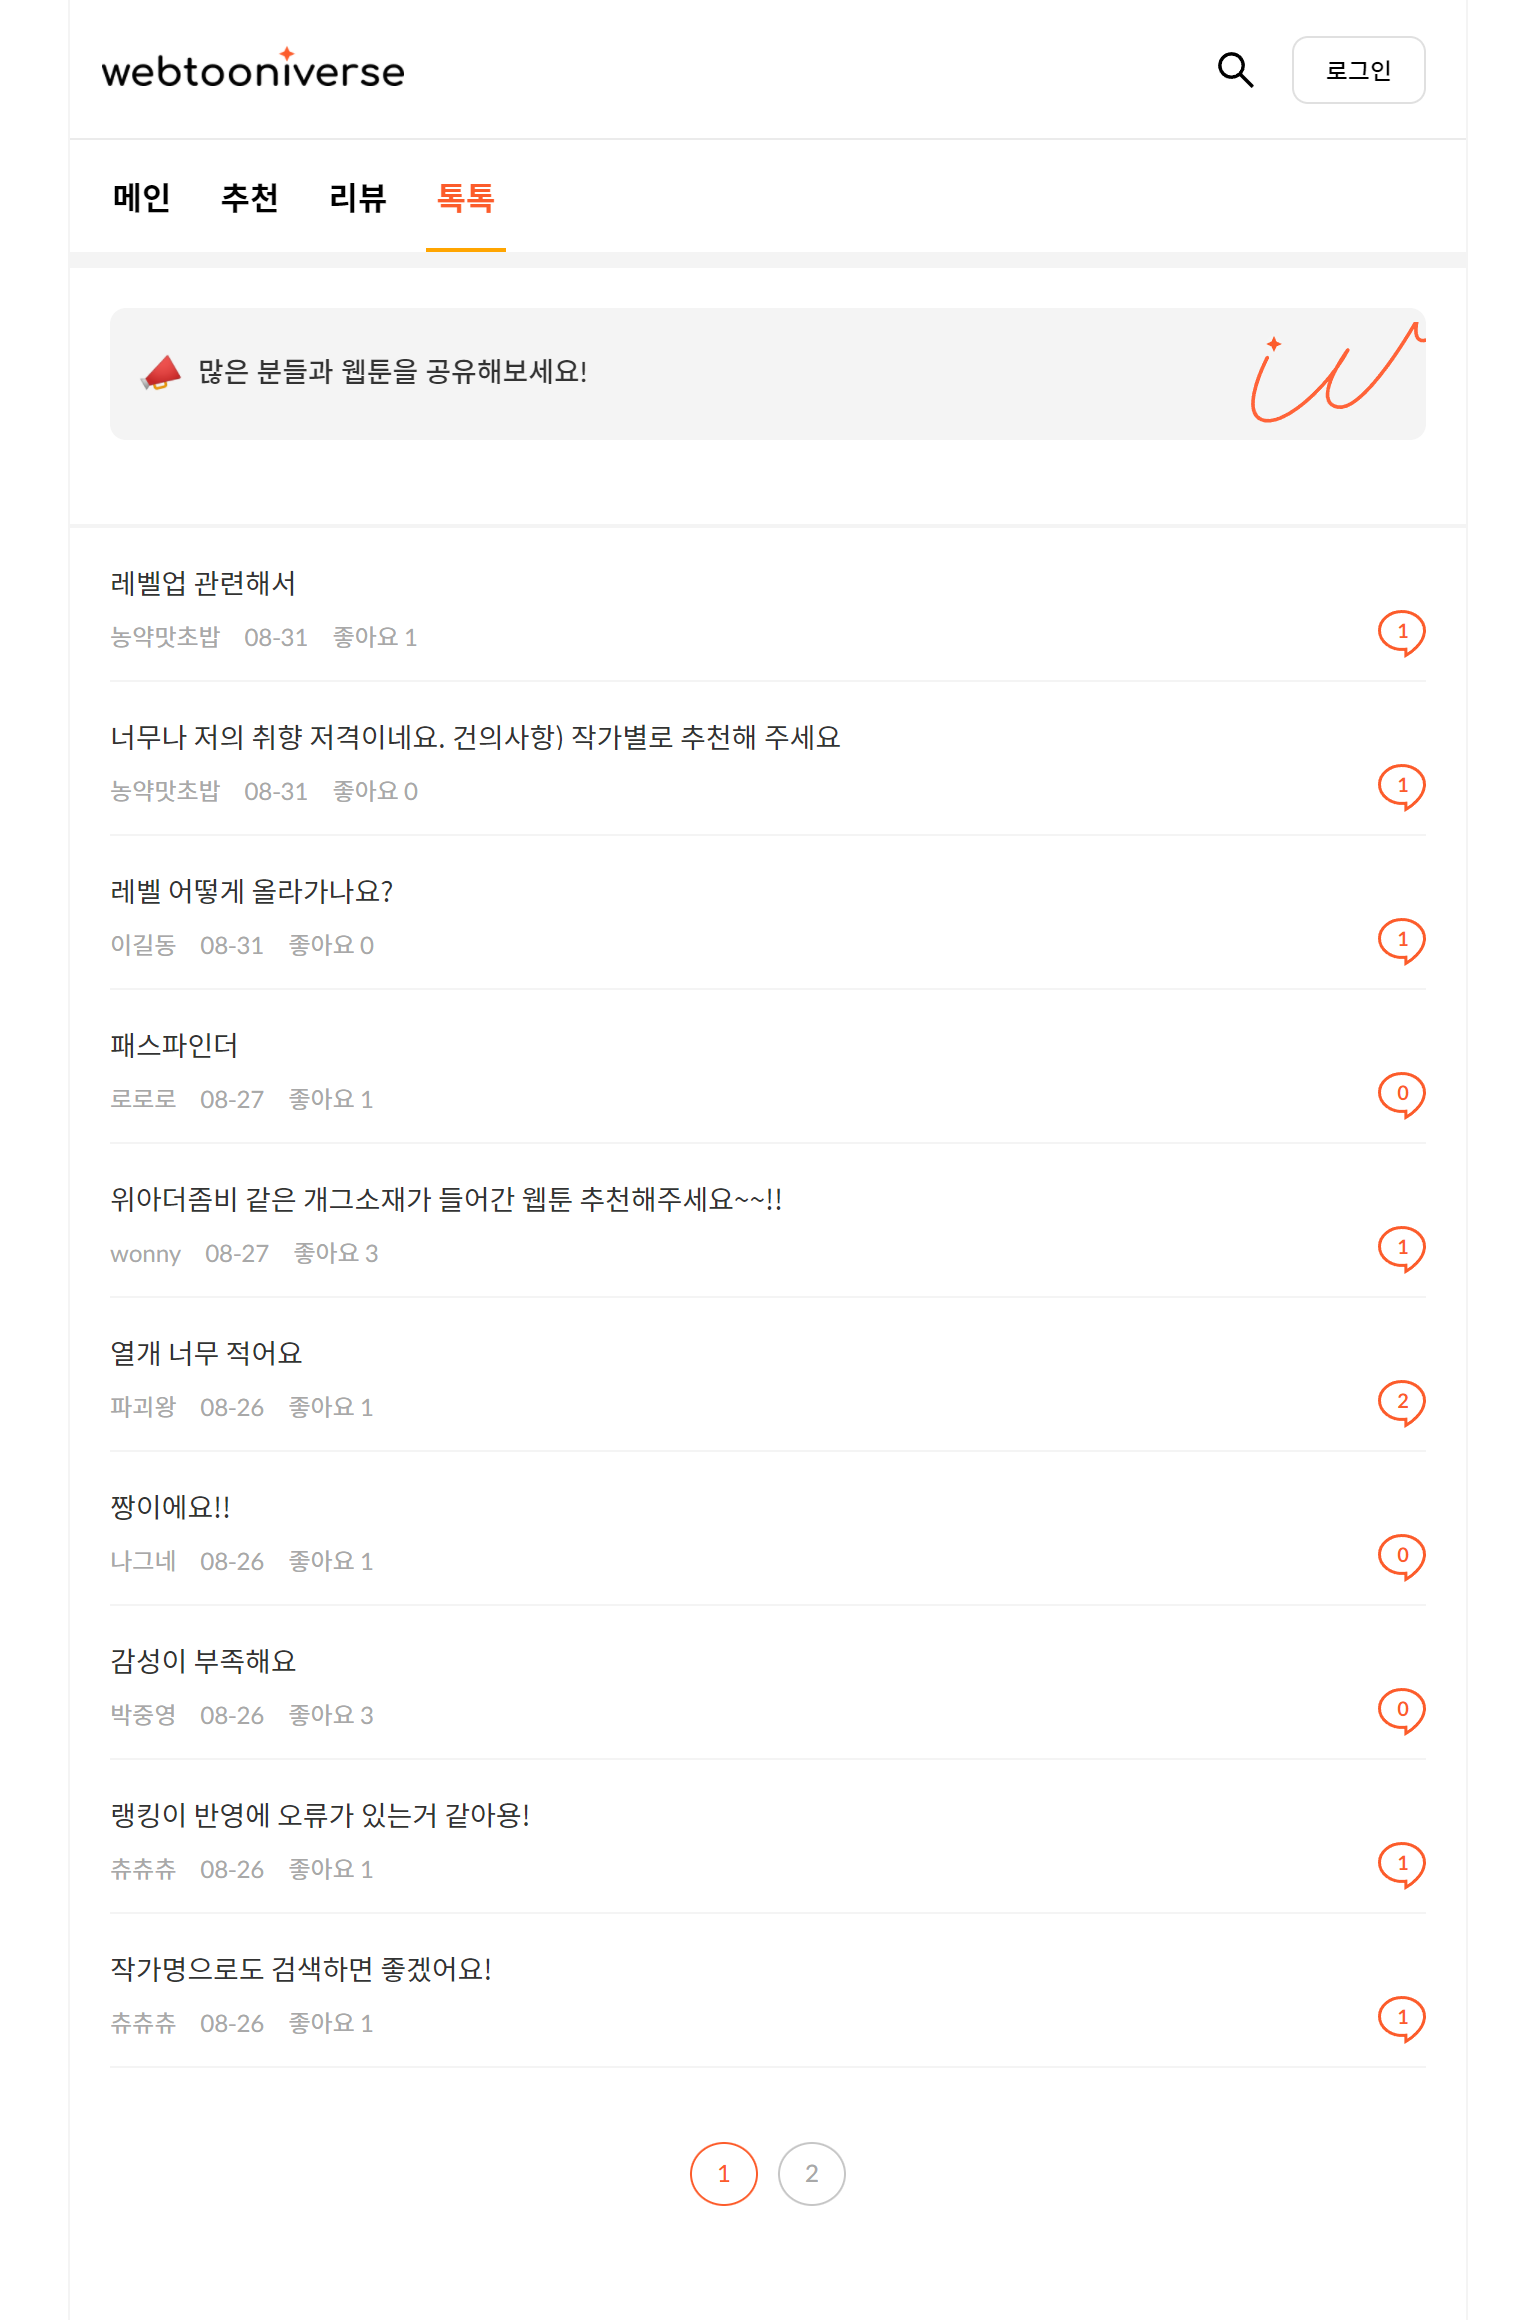 webtooniverse
로그인
메인 추천 리뷰 톡톡
많은 분들과 웹툰을 공유해보세요!
레벨업 관련해서
농약맛초밥 08-31 좋아요 1
1
너무나 저의 취향 저격이네요. 건의사항) 작가별로 추천해 주세요
농약맛초밥 08-31 좋아요 0
1
레벨 어떻게 올라가나요?
이길동 08-31 좋아요 0
1
패스파인더
로로로 08-27 좋아요 1
0
위아더좀비 같은 개그소재가 들어간 웹툰 추천해주세요~~!!
wonny 08-27 좋아요 3
1
열개 너무 적어요
파괴왕 08-26 좋아요 1
2
짱이에요!!
나그네 08-26 좋아요 1
0
감성이 부족해요
박중영 08-26 좋아요 3
0
랭킹이 반영에 오류가 있는거 같아용!
츄츄츄 08-26 좋아요 1
1
작가명으로도 검색하면 좋겠어요!
츄츄츄 08-26 좋아요 1
1
1 2